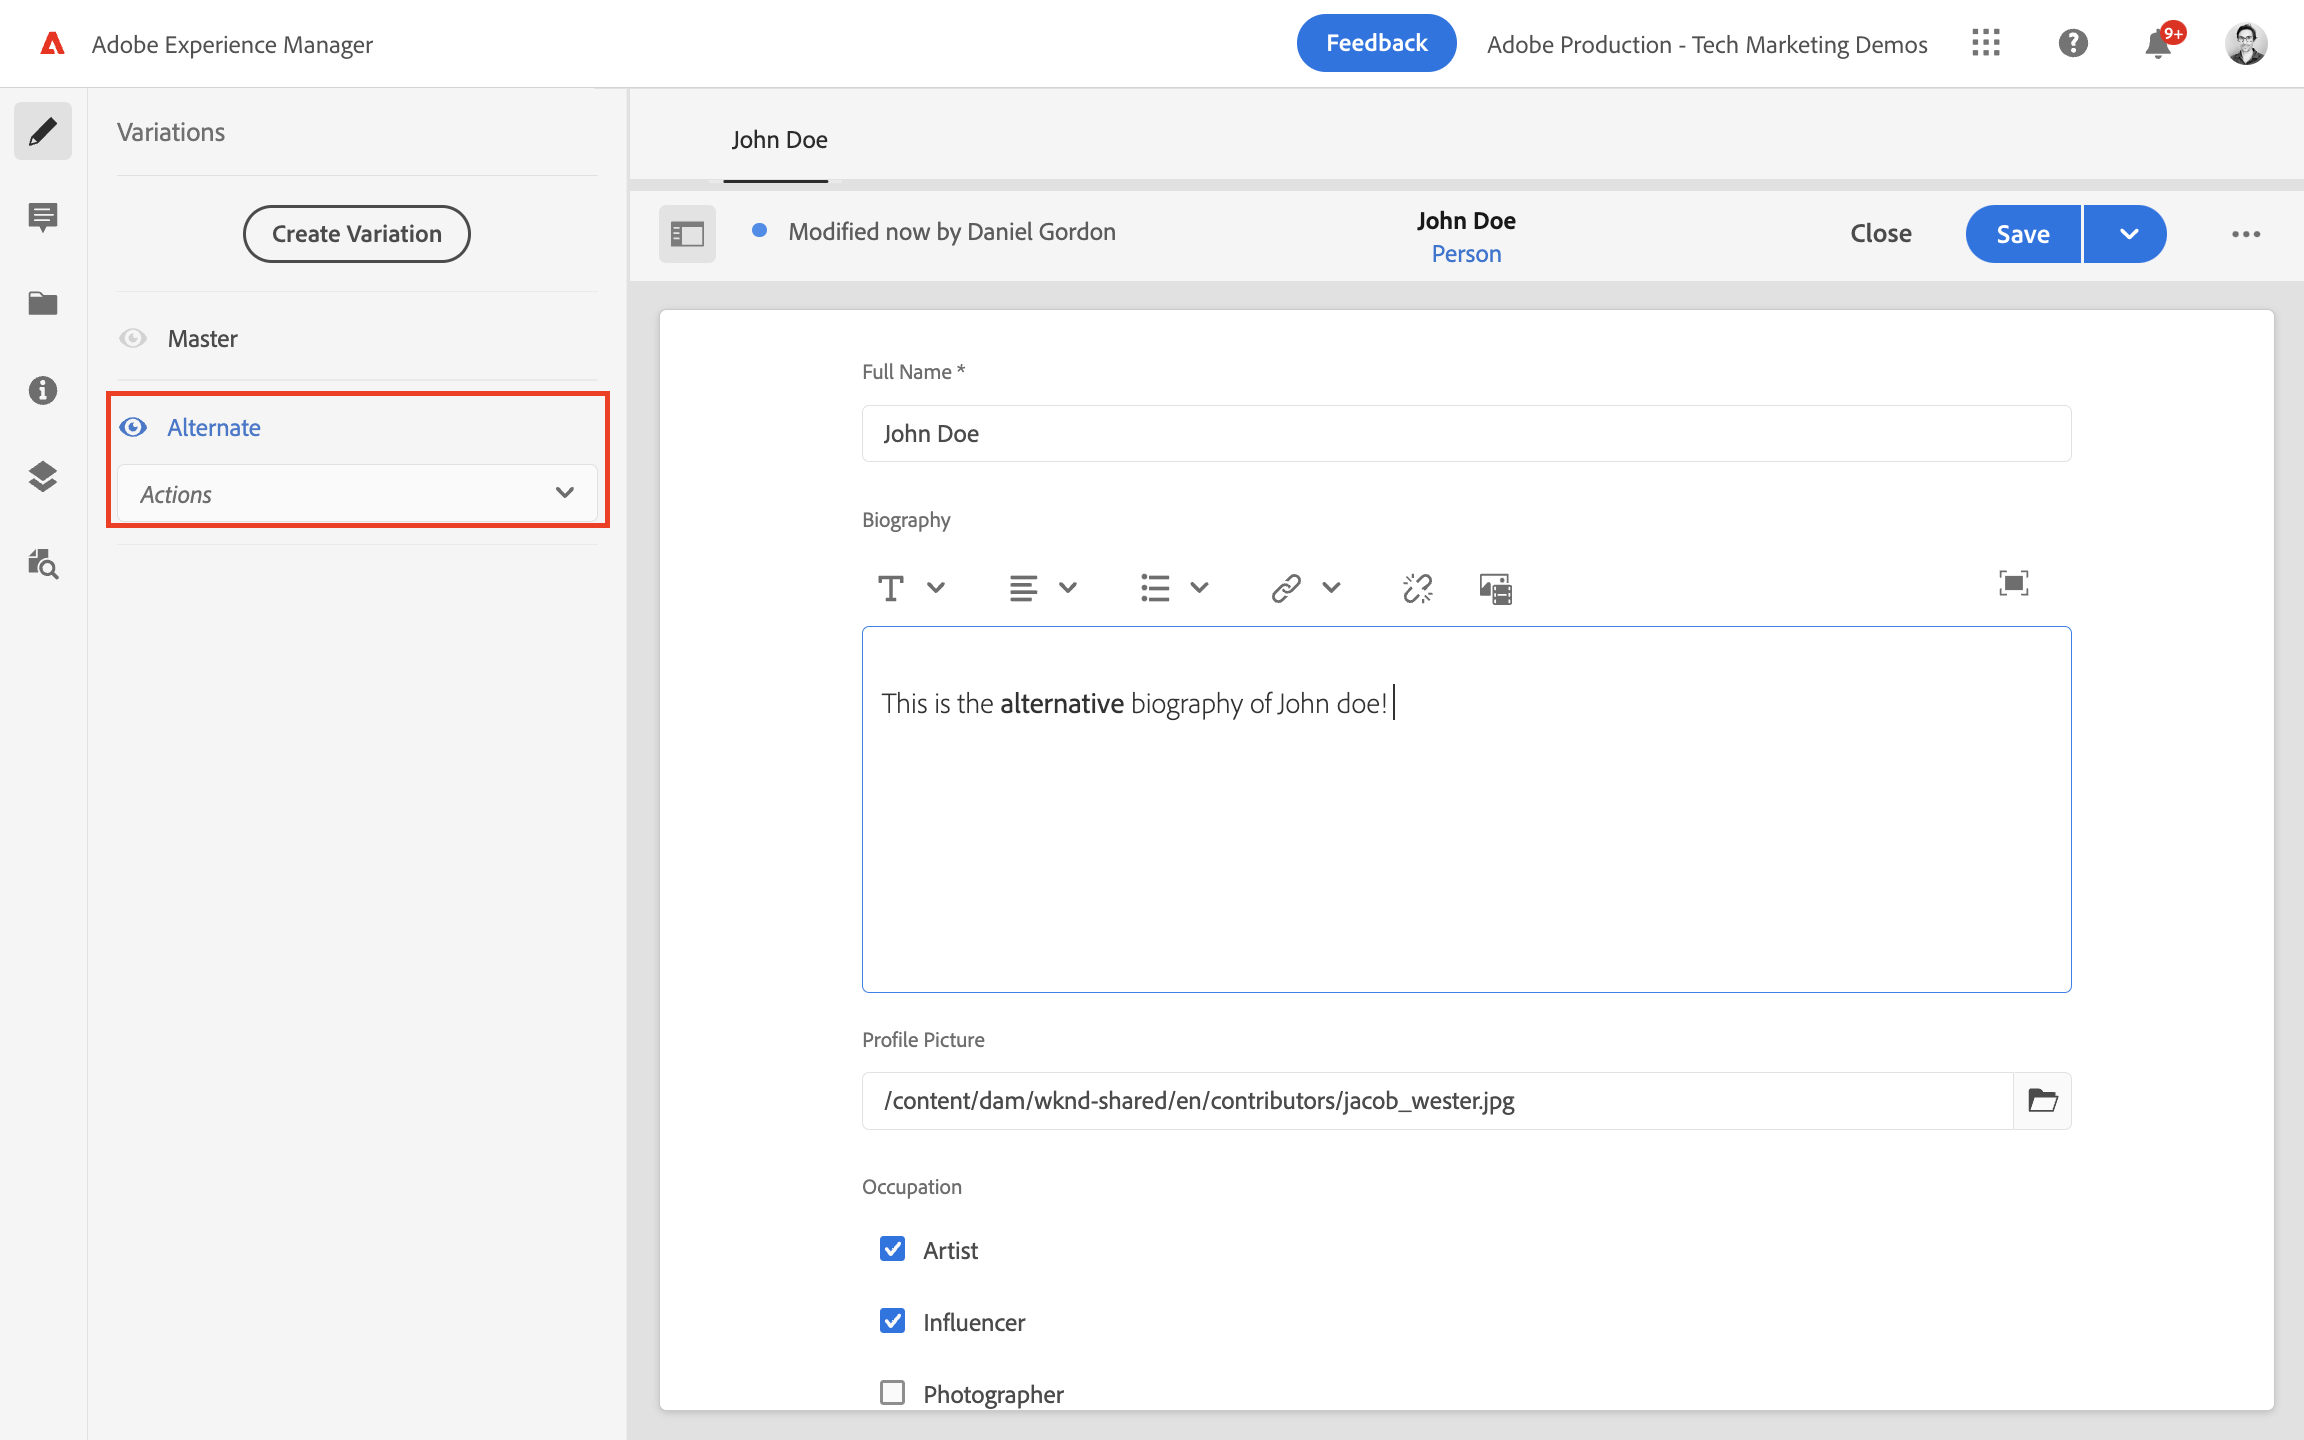 Adobe Experience Manager
Feedback
Adobe Production - Tech Marketing Demos
9+
Variations
Create Variation
Master
Alternate
Actions
John Doe
Modified now by Daniel Gordon
John Doe
Person
Close
Save
Full Name *
John Doe
Biography
This is the alternative biography of John doe!
Profile Picture
/content/dam/wknd-shared/en/contributors/jacob_wester.jpg
Occupation
Artist
Influencer
Photographer